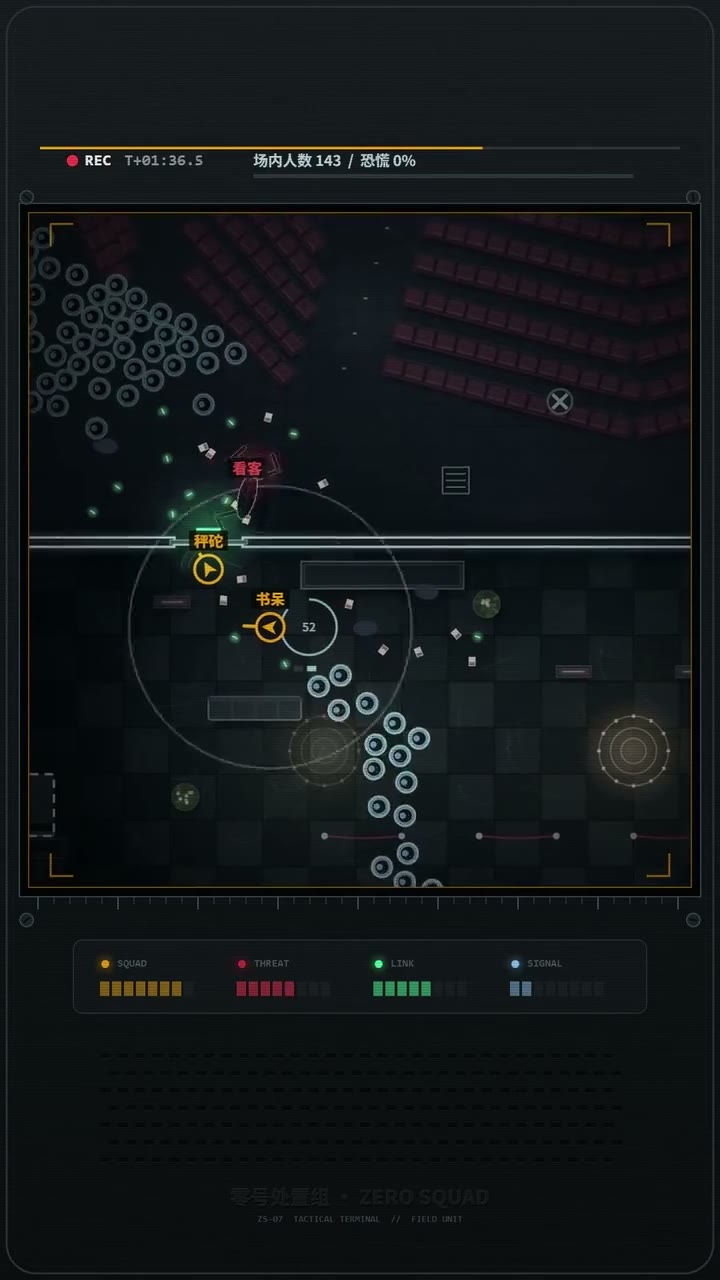 REC T+01:36.5 场内人数 143 / 恐慌 0%
看客
秤砣
书呆
52
SQUAD THREAT LINK SIGNAL
零号处置组 · ZERO SQUAD
ZS-07 TACTICAL TERMINAL // FIELD UNIT